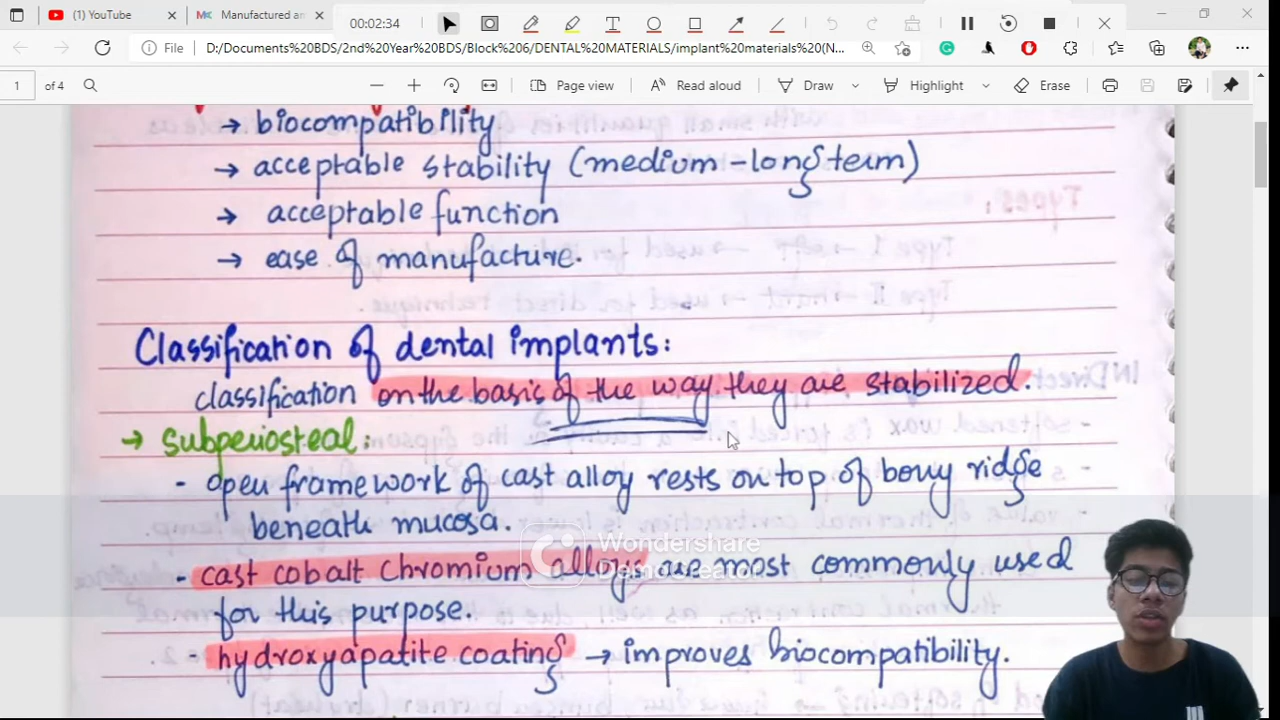 (1) YouTube
Manufactured an
00:02:34
File
D:/Documents%20BDS/2nd%20Year%20BDS/Block%206/DENTAL%20MATERIALS/implant%20materials%20(N...
1 of 4
Page view
Read aloud
Draw
Highlight
Erase
→ biocompatibility
→ acceptable stability (medium-long term)
→ acceptable function
→ ease of manufacture.
Classification of dental implants:
classification on the basis of the way they are stabilized.
→ subperiosteal:
- open framework of cast alloy rests on top of bony ridge
beneath mucosa.
Wondershare
DemoCreator
- cast cobalt chromium alloys are most commonly used
for this purpose.
- hydroxyapatite coating → improves biocompatibility.